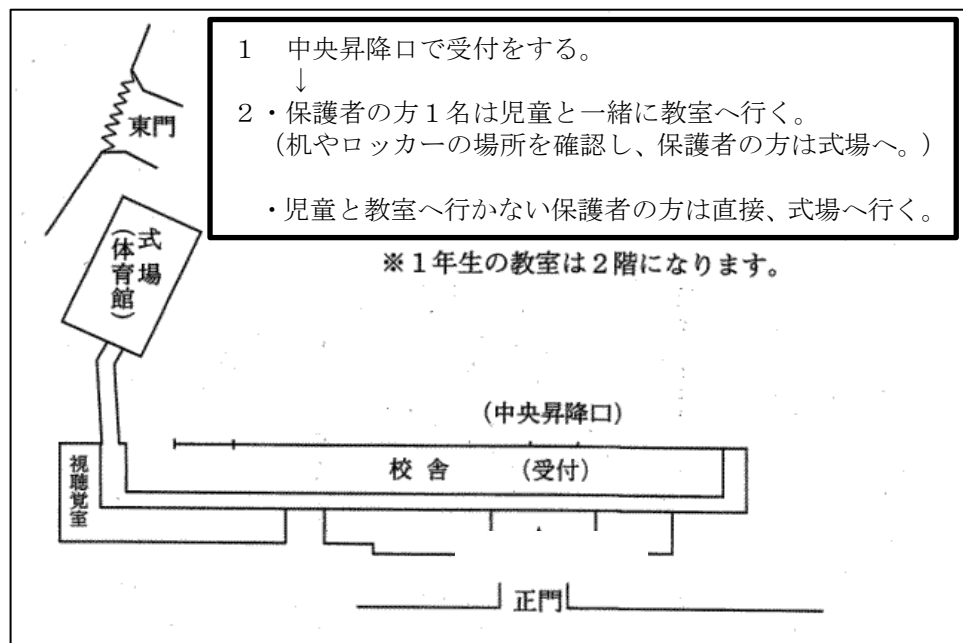 １　中央昇降口で受付をする。
↓
２・保護者の方１名は児童と一緒に教室へ行く。
（机やロッカーの場所を確認し、保護者の方は式場へ。）
・児童と教室へ行かない保護者の方は直接、式場へ行く。
※１年生の教室は２階になります。
東門
式場
（体育館）
（中央昇降口）
校舎　（受付）
視聴覚室
正門